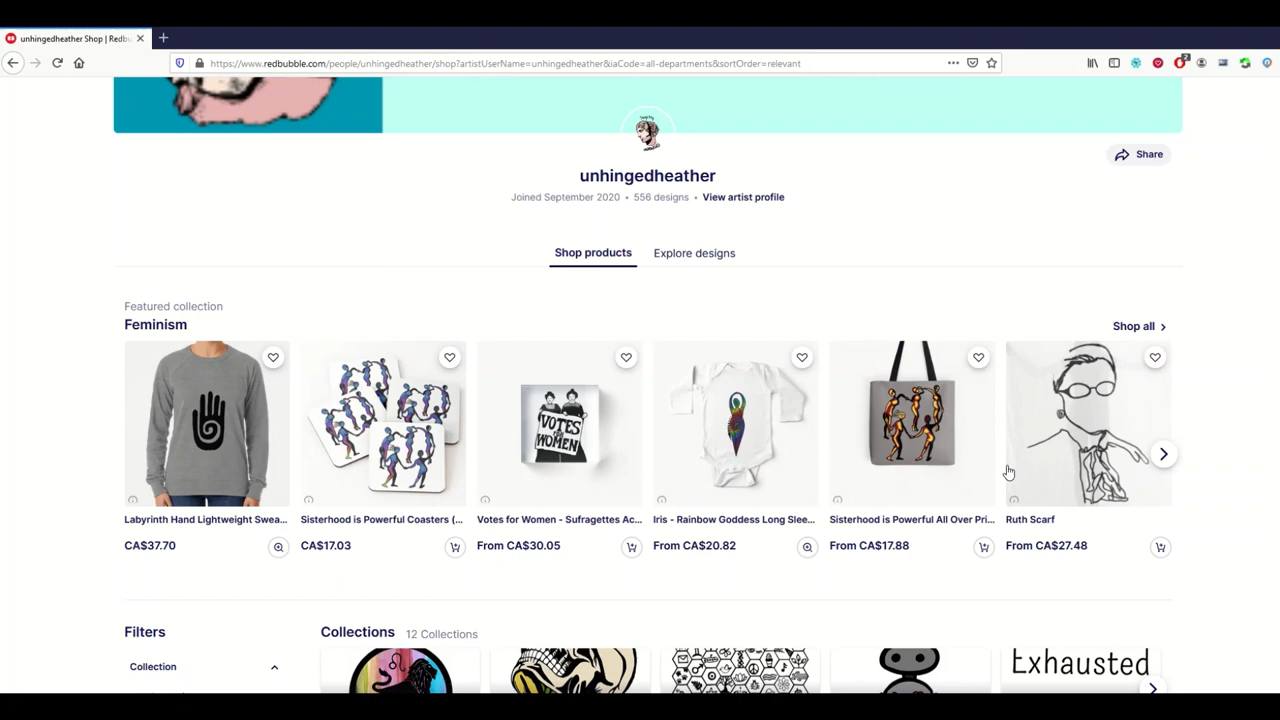 unhingedheather Shop | Redbu
https://www.redbubble.com/people/unhingedheather/shop?artistUserName=unhingedheather&iaCode=all-departments&sortOrder=relevant
2
Share
unhingedheather
Joined September 2020 • 556 designs • View artist profile
Shop products Explore designs
Featured collection
Feminism
Shop all
VOTES
FOR
WOMEN
Labyrinth Hand Lightweight Swea... Sisterhood is Powerful Coasters (... Votes for Women - Sufragettes Ac... Iris - Rainbow Goddess Long Slee... Sisterhood is Powerful All Over Pri... Ruth Scarf
CA$37.70 CA$17.03 From CA$30.05 From CA$20.82 From CA$17.88 From CA$27.48
Filters
Collections 12 Collections
Collection
Exhausted